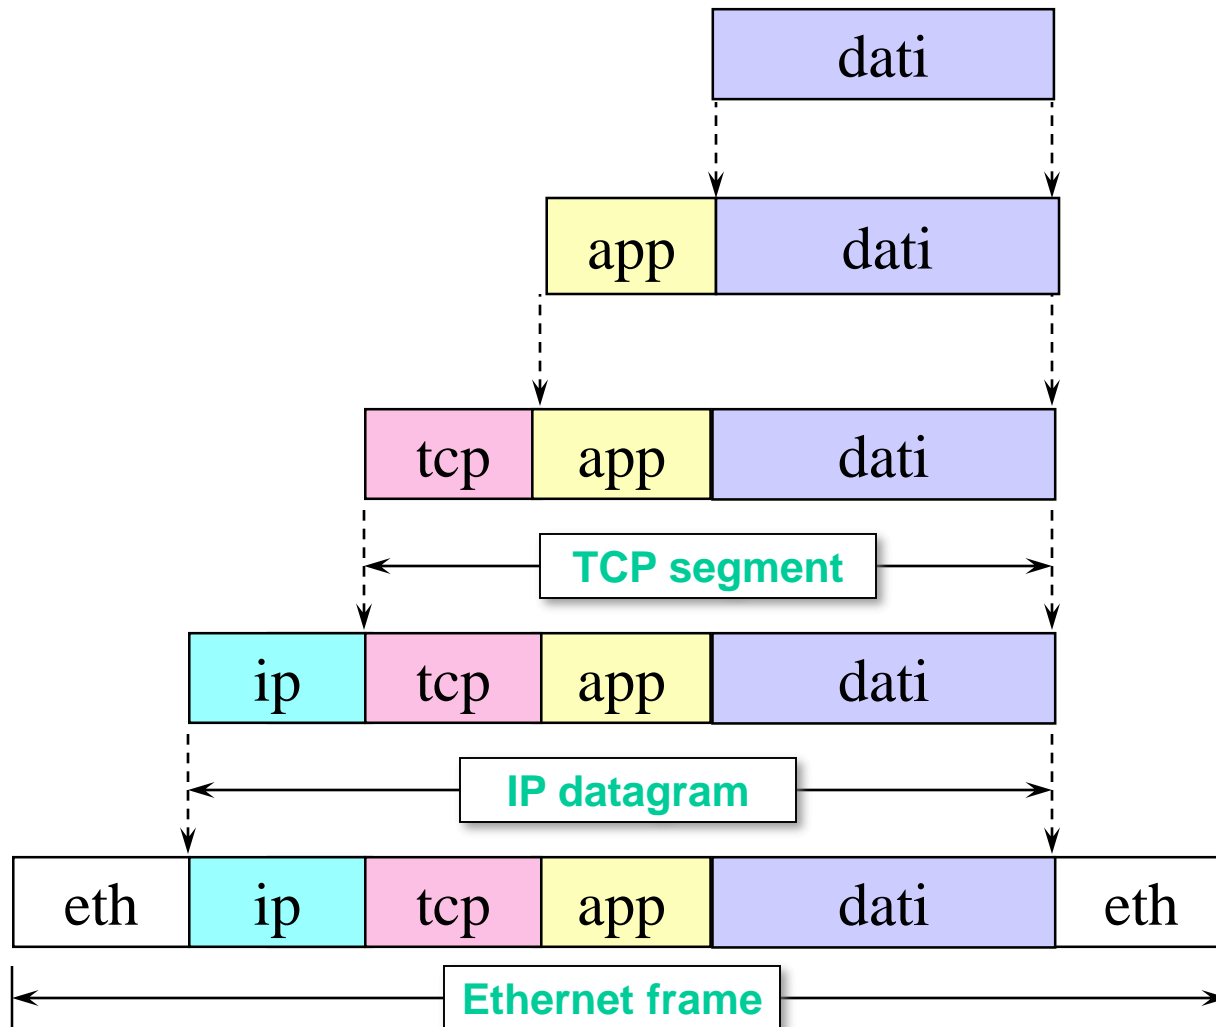 dati
app dati
tcp app dati
TCP segment
ip tcp app dati
IP datagram
eth ip tcp app dati eth
Ethernet frame